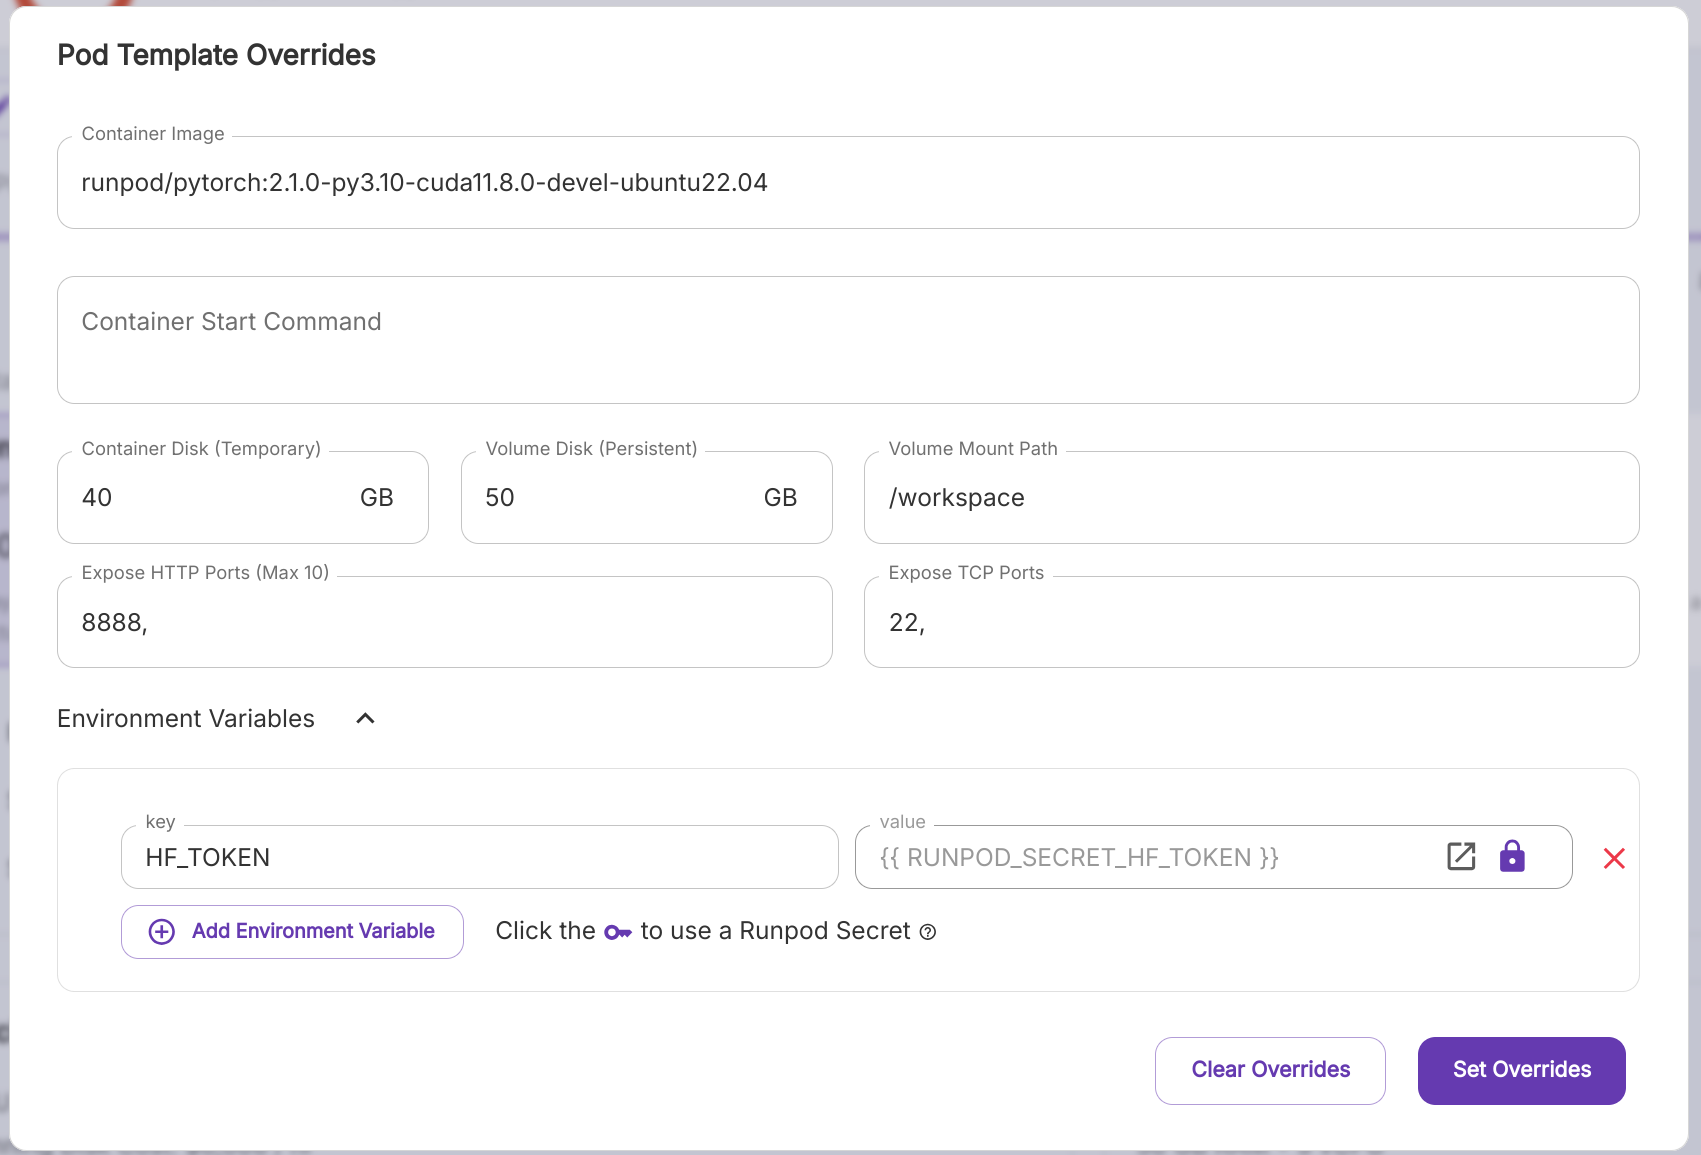 Pod Template Overrides
Container Image
runpod/pytorch:2.1.0-py3.10-cuda11.8.0-devel-ubuntu22.04
Container Start Command
Container Disk (Temporary)
40 GB
Volume Disk (Persistent)
50 GB
Volume Mount Path
/workspace
Expose HTTP Ports (Max 10)
8888,
Expose TCP Ports
22,
Environment Variables
key
HF_TOKEN
value
{{ RUNPOD_SECRET_HF_TOKEN }}
Add Environment Variable
Click the to use a Runpod Secret
Clear Overrides
Set Overrides